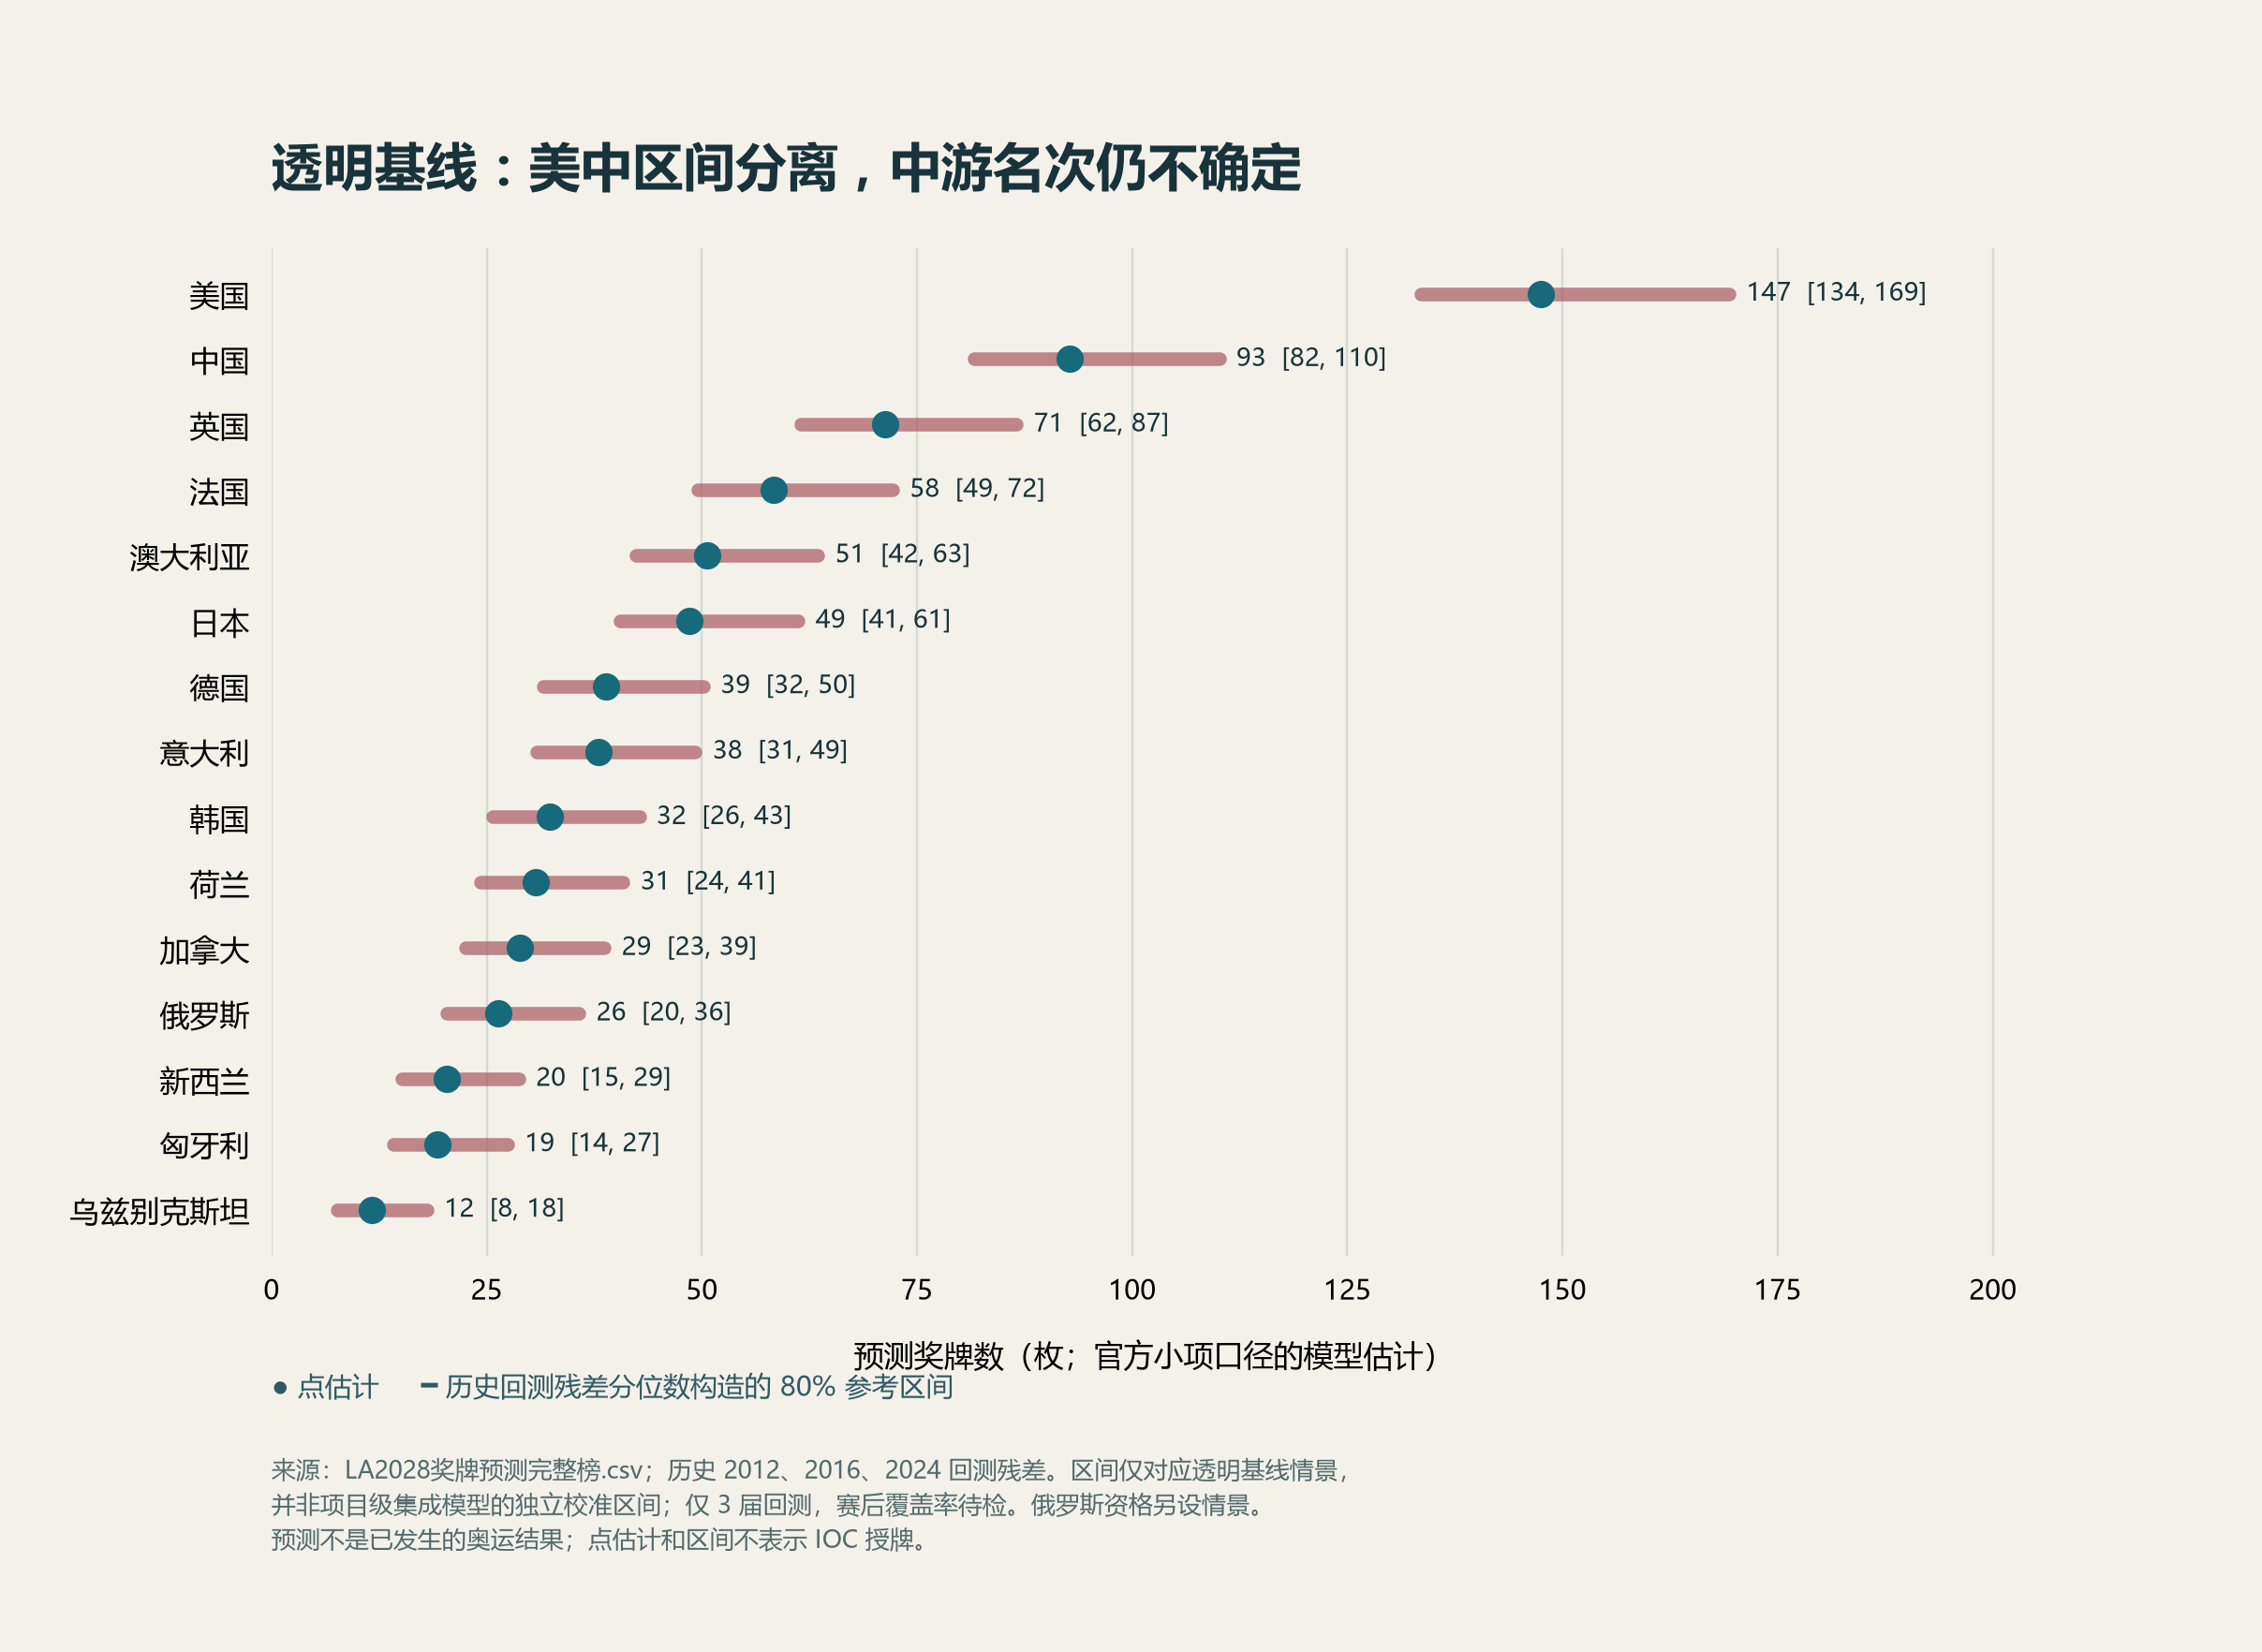 透明基线：美中区间分离，中游名次仍不确定
美国
147 [134, 169]
中国
93 [82, 110]
英国
71 [62, 87]
法国
58 [49, 72]
澳大利亚
51 [42, 63]
日本
49 [41, 61]
德国
39 [32, 50]
意大利
38 [31, 49]
韩国
32 [26, 43]
荷兰
31 [24, 41]
加拿大
29 [23, 39]
俄罗斯
26 [20, 36]
新西兰
20 [15, 29]
匈牙利
19 [14, 27]
乌兹别克斯坦
12 [8, 18]
0 25 50 75 100 125 150 175 200
预测奖牌数（枚；官方小项口径的模型估计）
点估计
历史回测残差分位数构造的 80% 参考区间
来源：LA2028奖牌预测完整榜.csv；历史 2012、2016、2024 回测残差。区间仅对应透明基线情景，
并非项目级集成模型的独立校准区间；仅 3 届回测，赛后覆盖率待检。俄罗斯资格另设情景。
预测不是已发生的奥运结果；点估计和区间不表示 IOC 授牌。